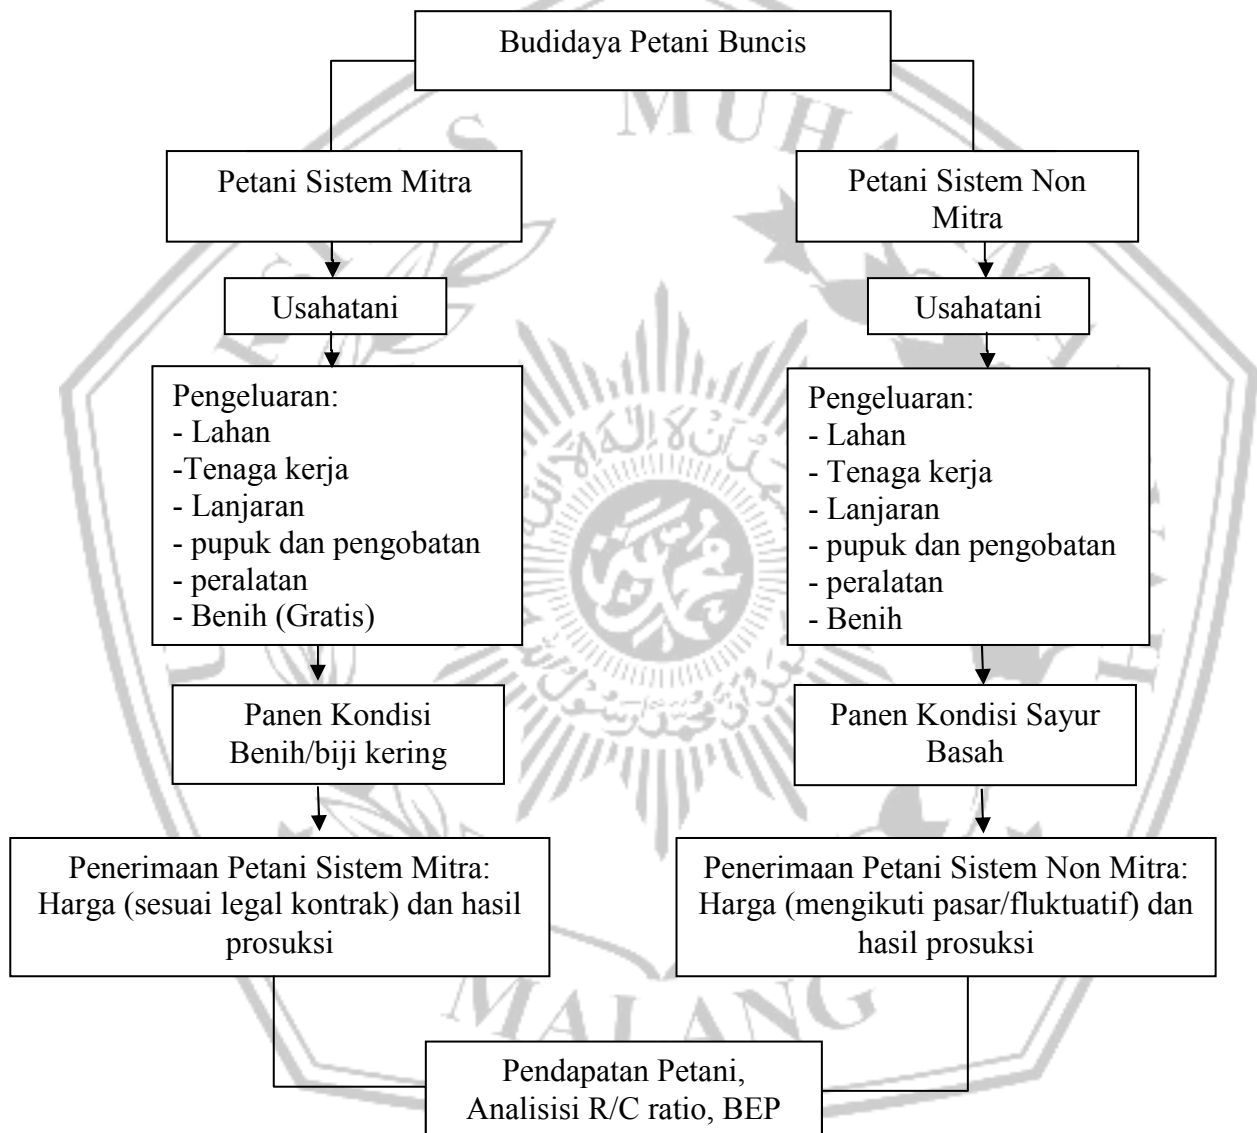 Budidaya Petani Buncis
Petani Sistem Mitra
Petani Sistem Non
Mitra
Usahatani
Usahatani
Pengeluaran:
- Lahan
-Tenaga kerja
- Lanjaran
- pupuk dan pengobatan
- peralatan
- Benih (Gratis)
Pengeluaran:
- Lahan
- Tenaga kerja
- Lanjaran
- pupuk dan pengobatan
- peralatan
- Benih
Panen Kondisi
Benih/biji kering
Panen Kondisi Sayur
Basah
Penerimaan Petani Sistem Mitra:
Harga (sesuai legal kontrak) dan hasil
prosuksi
Penerimaan Petani Sistem Non Mitra:
Harga (mengikuti pasar/fluktuatif) dan
hasil prosuksi
MALANG
Pendapatan Petani,
Analisisi R/C ratio, BEP